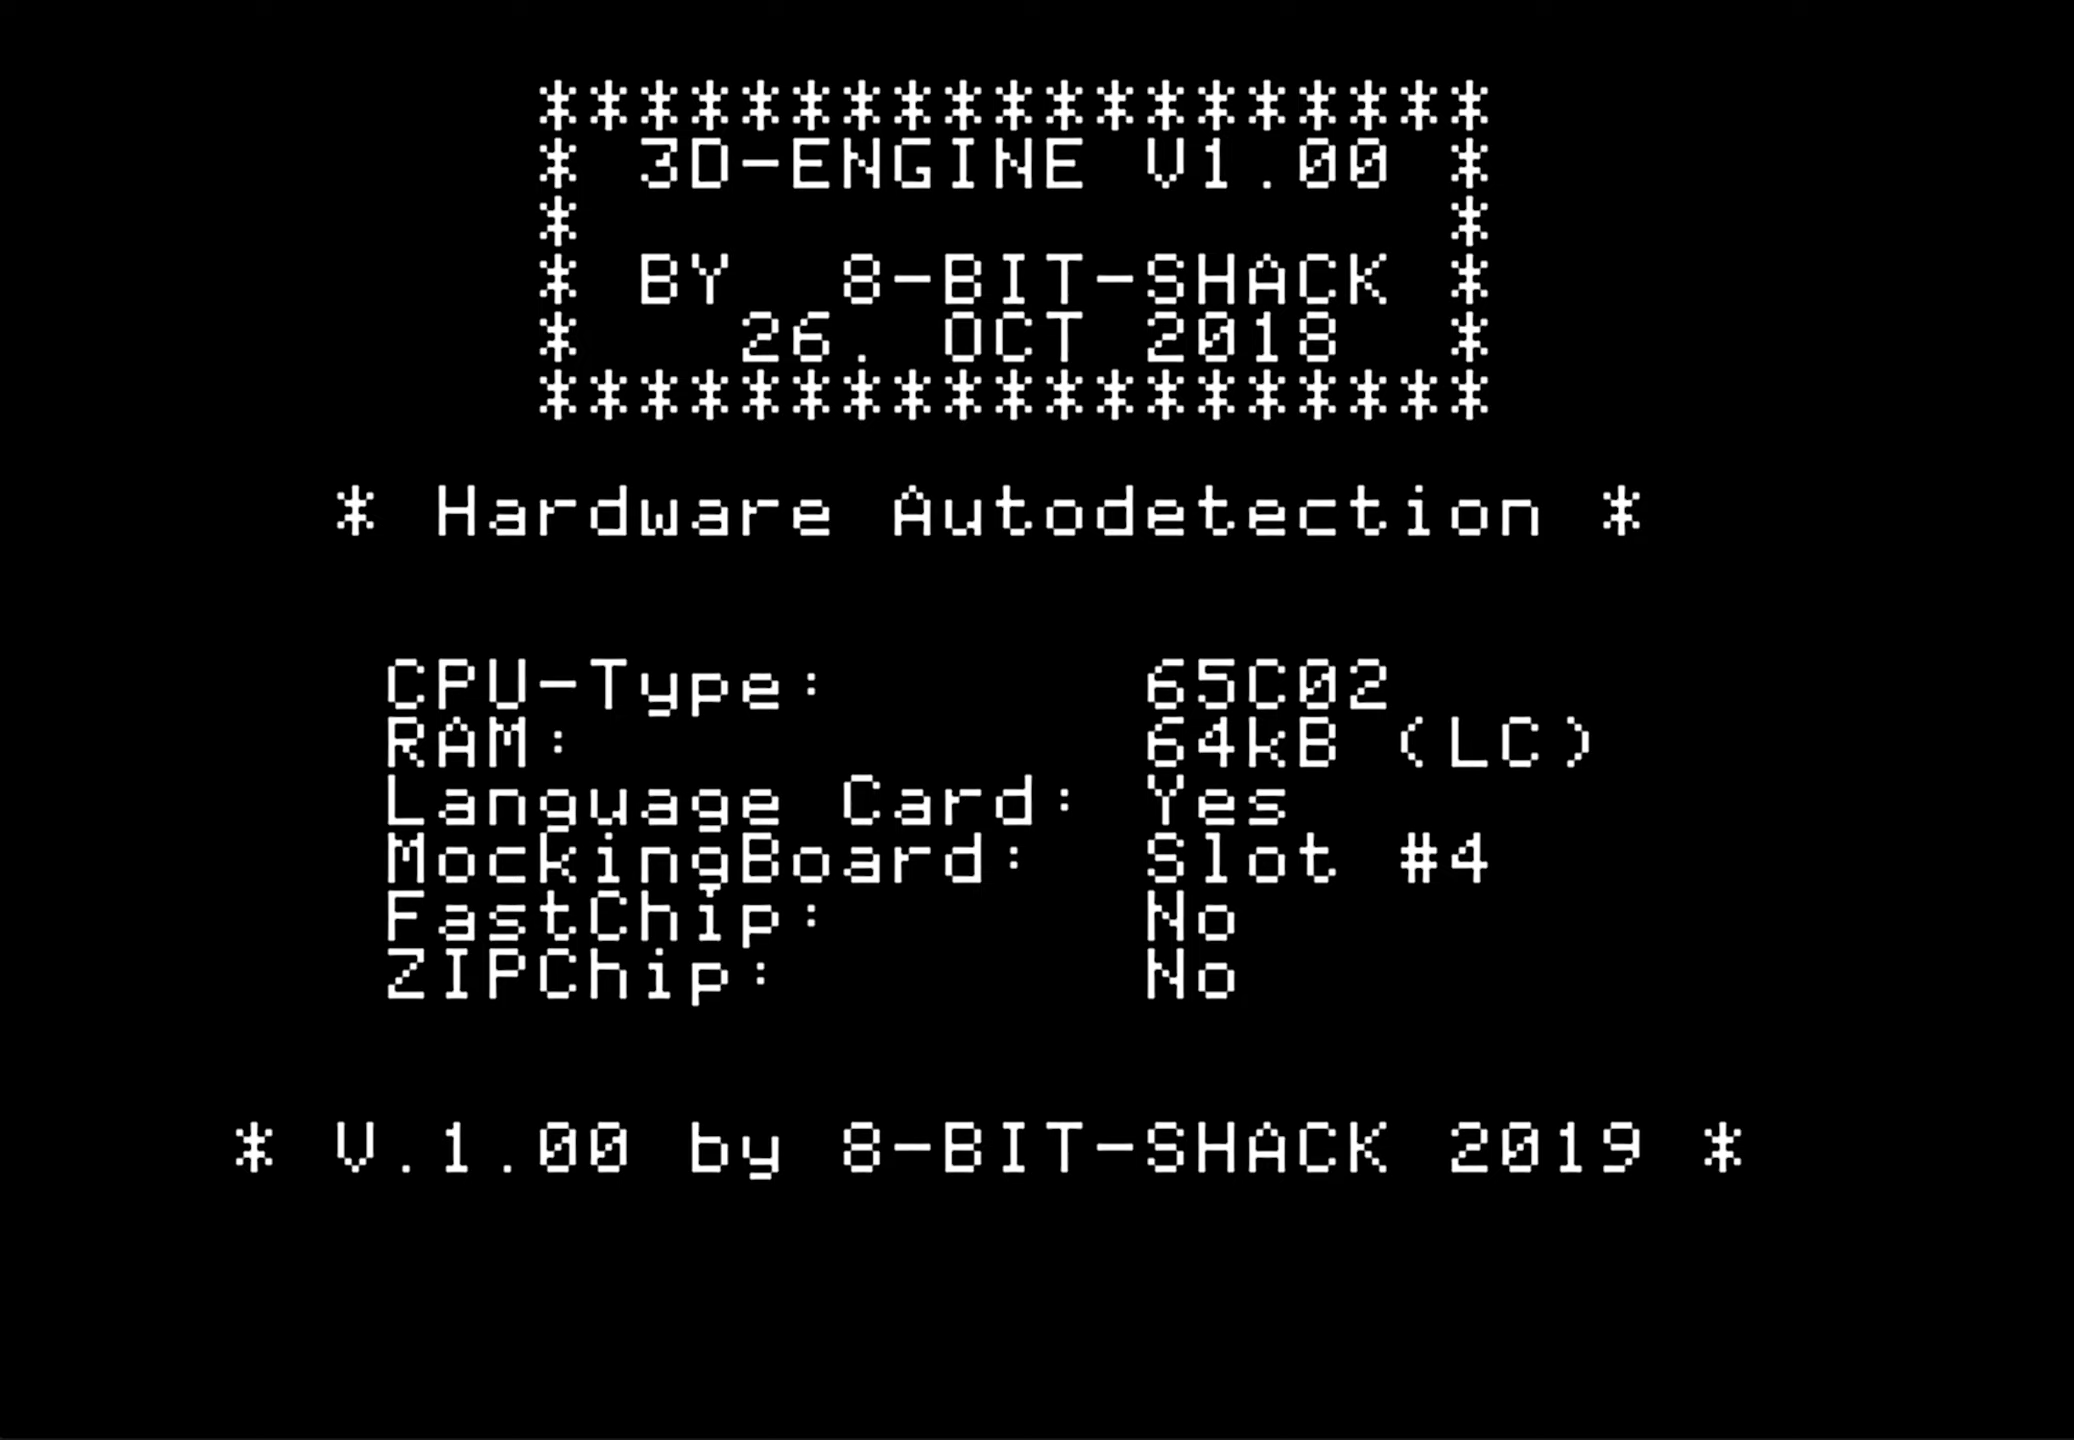 *******************
* 3D-ENGINE V1.00 *
* *
* BY 8-BIT-SHACK *
* 26. OCT 2018 *
*******************
* Hardware Autodetection *
CPU-Type: 65C02
RAM: 64kB (LC)
Language Card: Yes
MockingBoard: Slot #4
FastChip: No
ZIPChip: No
* V.1.00 by 8-BIT-SHACK 2019 *